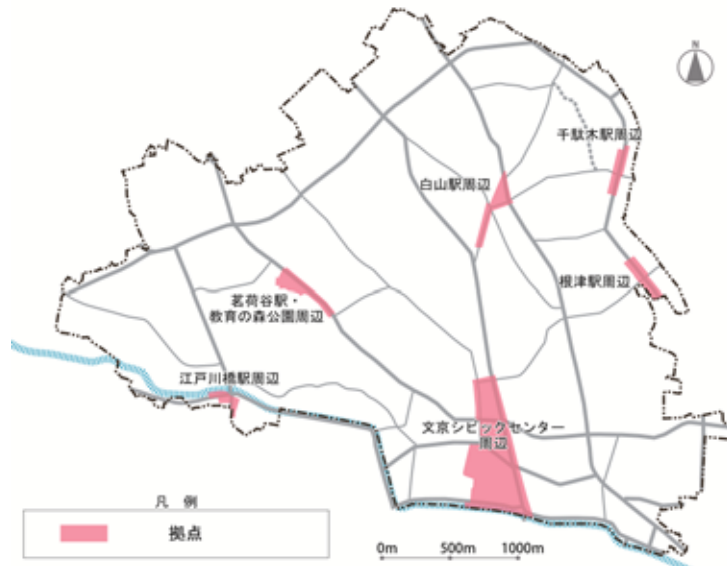 N
千駄木駅周辺
白山駅周辺
根津駅周辺
茗荷谷駅・
教育の森公園周辺
江戸川橋駅周辺
文京シビックセンター
周辺
凡 例
拠点
0m 500m 1000m